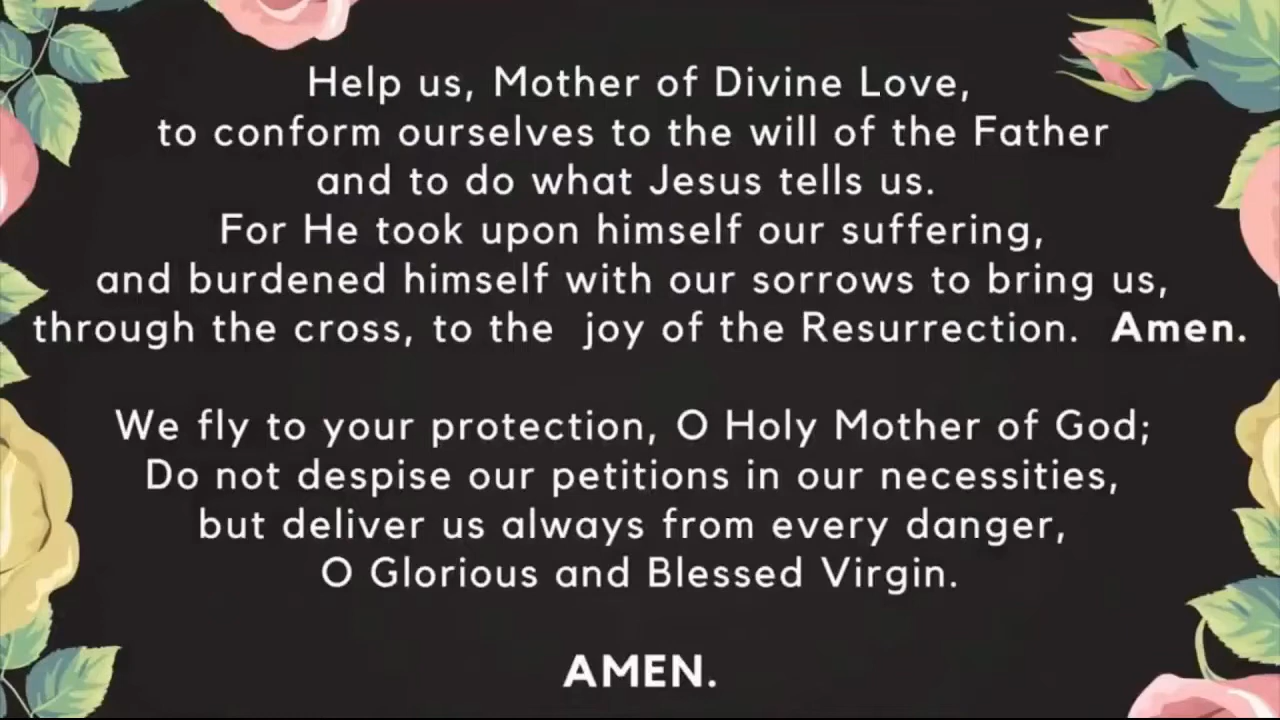 Help us, Mother of Divine Love,
to conform ourselves to the will of the Father
and to do what Jesus tells us.
For He took upon himself our suffering,
and burdened himself with our sorrows to bring us,
through the cross, to the  joy of the Resurrection.  Amen.
We fly to your protection, O Holy Mother of God;
Do not despise our petitions in our necessities,
but deliver us always from every danger,
O Glorious and Blessed Virgin.
AMEN.